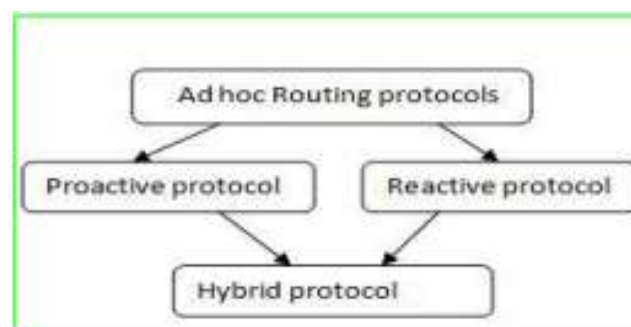 Ad hoc Routing protocols
Proactive protocol
Reactive protocol
Hybrid protocol